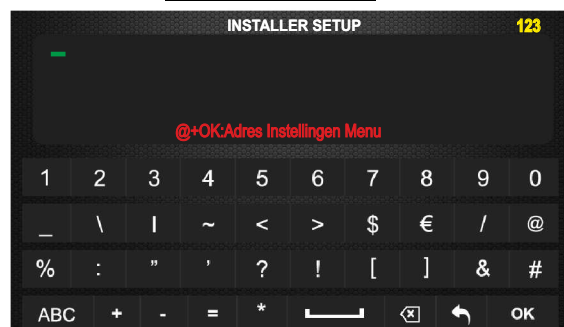 INSTALLER SETUP 123
@+OK:Adres Instellingen Menu
1 2 3 4 5 6 7 8 9 0
_ \ | ~ < > $ € / @
% : ” ’ ? ! [ ] & #
ABC + - = * OK